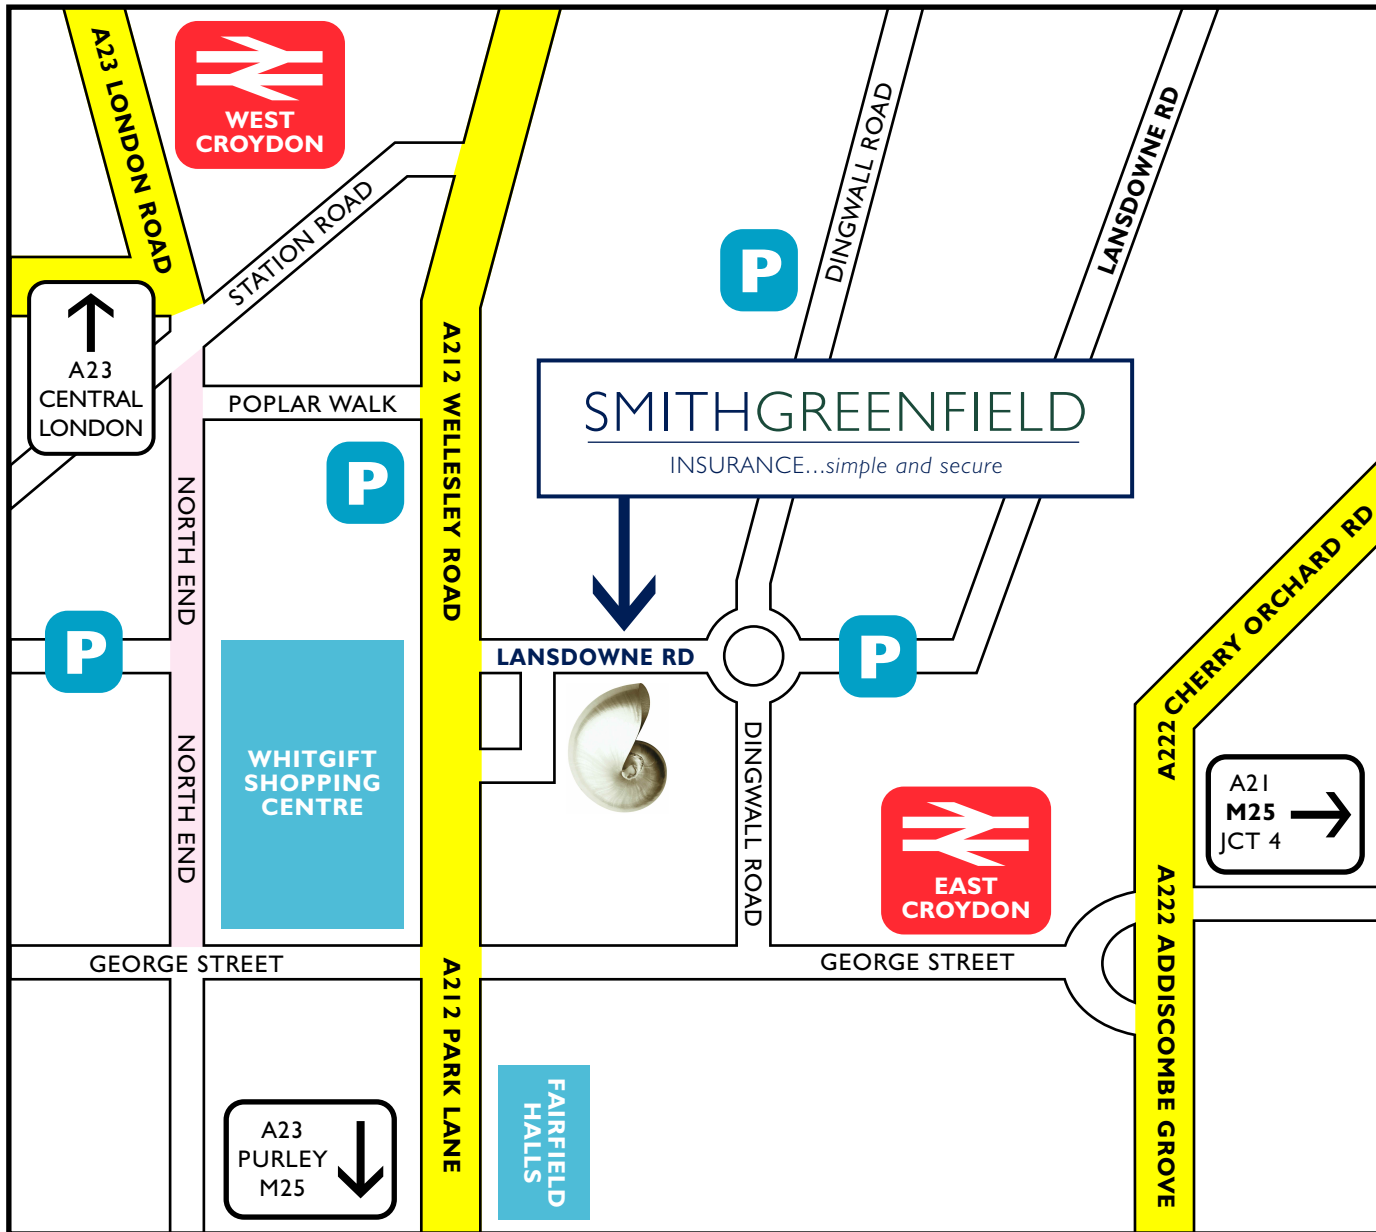 A23 LONDON ROAD
WEST
CROYDON
STATION ROAD
DINGWALL ROAD
LANSDOWNE RD
P
A23
CENTRAL
LONDON
POPLAR WALK
A212 WELLESLEY ROAD
SMITHGREENFIELD
INSURANCE...simple and secure
P
NORTH END
CHERRY ORCHARD RD
A222
P
LANSDOWNE RD
P
WHITGIFT
SHOPPING
CENTRE
NORTH END
DINGWALL ROAD
A21
M25
JCT 4
EAST
CROYDON
A222 ADDISCOMBE GROVE
GEORGE STREET
GEORGE STREET
A212 PARK LANE
FAIRFIELD
HALLS
A23
PURLEY
M25